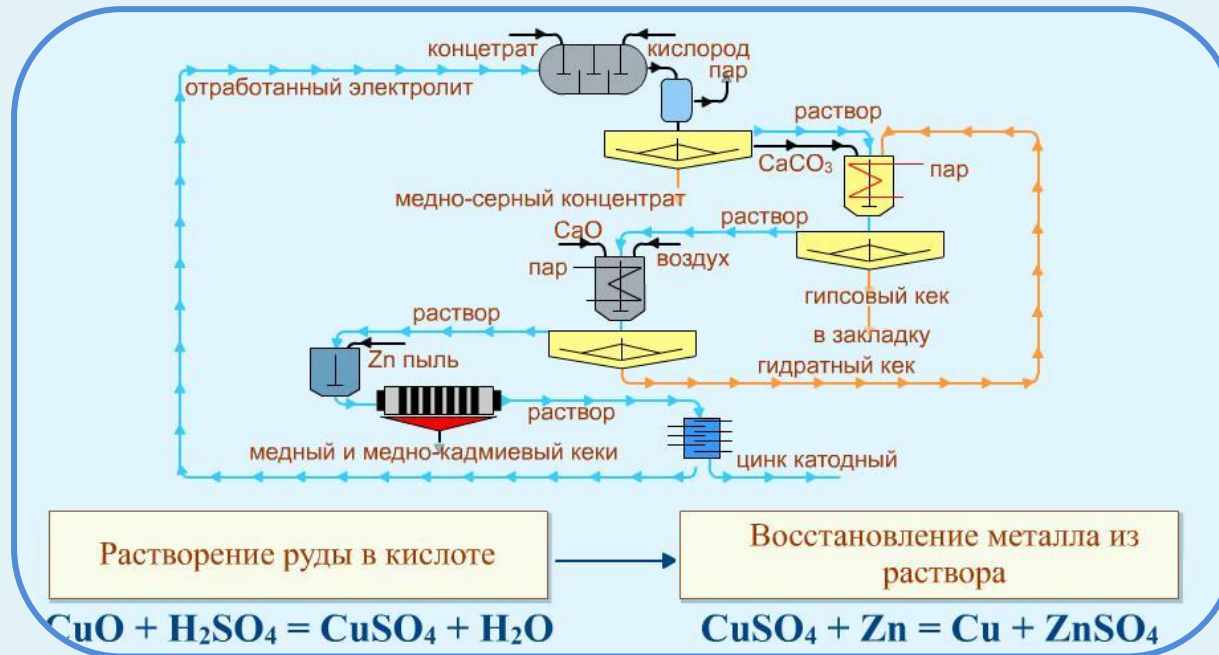 концетрат
кислород
пар
отработанный электролит
раствор
CaCO₃
пар
медно-серный концентрат
раствор
CaO
воздух
пар
гипсовый кек
раствор
в закладку
Zn пыль
гидратный кек
раствор
медный и медно-кадмиевый кеки
цинк катодный
Растворение руды в кислоте
Восстановление металла из
раствора
CuO + H₂SO₄ = CuSO₄ + H₂O
CuSO₄ + Zn = Cu + ZnSO₄